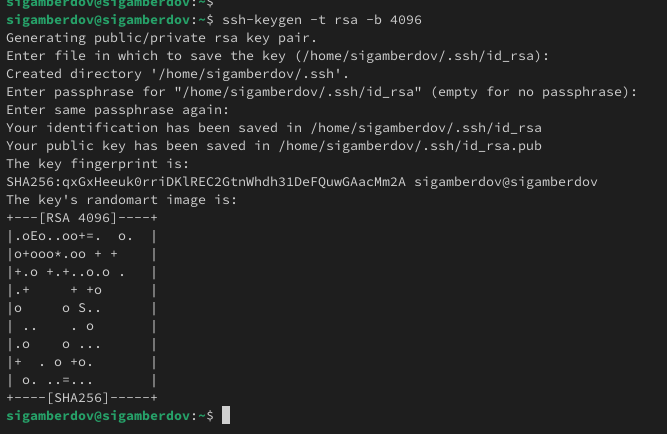 sigamberdov@sigamberdov:~$
sigamberdov@sigamberdov:~$ ssh-keygen -t rsa -b 4096
Generating public/private rsa key pair.
Enter file in which to save the key (/home/sigamberdov/.ssh/id_rsa):
Created directory '/home/sigamberdov/.ssh'.
Enter passphrase for "/home/sigamberdov/.ssh/id_rsa" (empty for no passphrase):
Enter same passphrase again:
Your identification has been saved in /home/sigamberdov/.ssh/id_rsa
Your public key has been saved in /home/sigamberdov/.ssh/id_rsa.pub
The key fingerprint is:
SHA256:qxGxHeeuk0rriDKlREC2GtnWhdh31DeFQuwGAacMm2A sigamberdov@sigamberdov
The key's randomart image is:
+---[RSA 4096]----+
|.oEo..oo+=.  o.  |
|o+ooo*.oo + +    |
|+.o +.+..o.o .   |
|.+     + +o      |
|o     o S..      |
| ..    . o       |
|.o    o ...      |
|+  . o +o.       |
| o. ..=...       |
+----[SHA256]-----+
sigamberdov@sigamberdov:~$